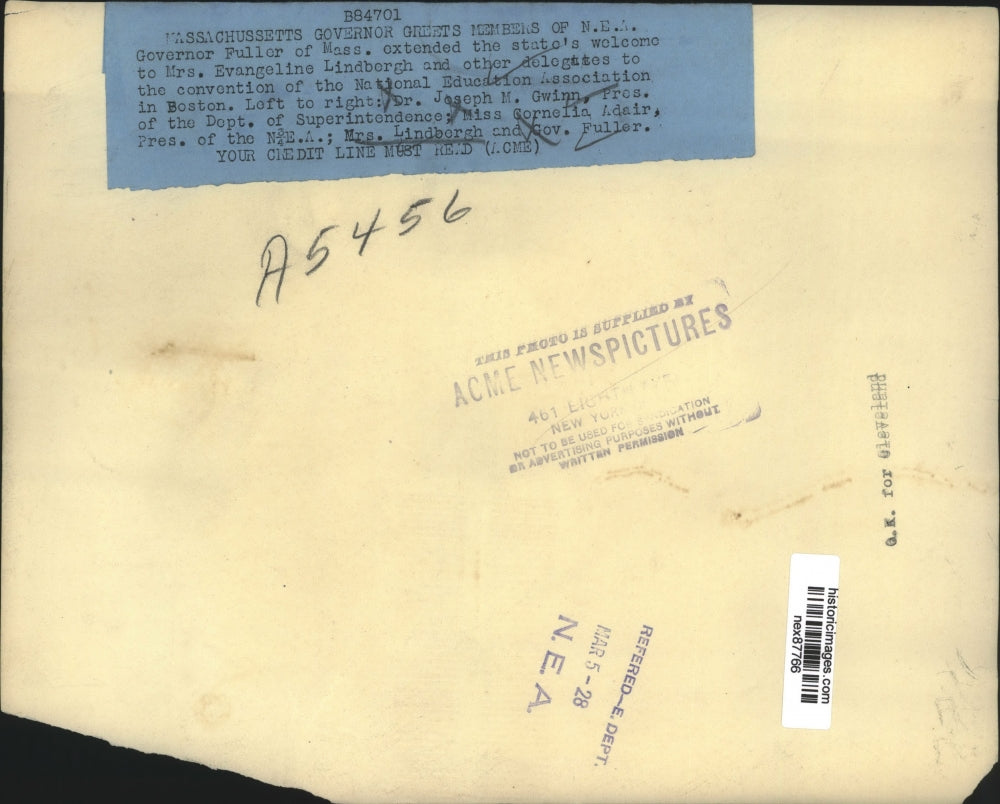 B84701
MASSACHUSSETTS GOVERNOR GREETS MEMBERS OF N.E.A.
Governor Fuller of Mass. extended the state's welcome
to Mrs. Evangeline Lindbergh and other delegates to
the convention of the National Education Association
in Boston. Left to right: Dr. Joseph M. Gwinn, Pres.
of the Dept. of Superintendence; Miss Cornelia Adair,
Pres. of the N.E.A.; Mrs. Lindbergh and Gov. Fuller.
YOUR CREDIT LINE MUST READ (ACME)
A5456
THIS PHOTO IS SUPPLIED BY
ACME NEWSPICTURES
461 EIGHTH AVE.
NEW YORK
NOT TO BE USED FOR SYNDICATION
OR ADVERTISING PURPOSES WITHOUT
WRITTEN PERMISSION
O.K. for Cleveland
historicimages.com
nex87766
REFERED-E. DEPT.
MAR 5-28
N.E.A.